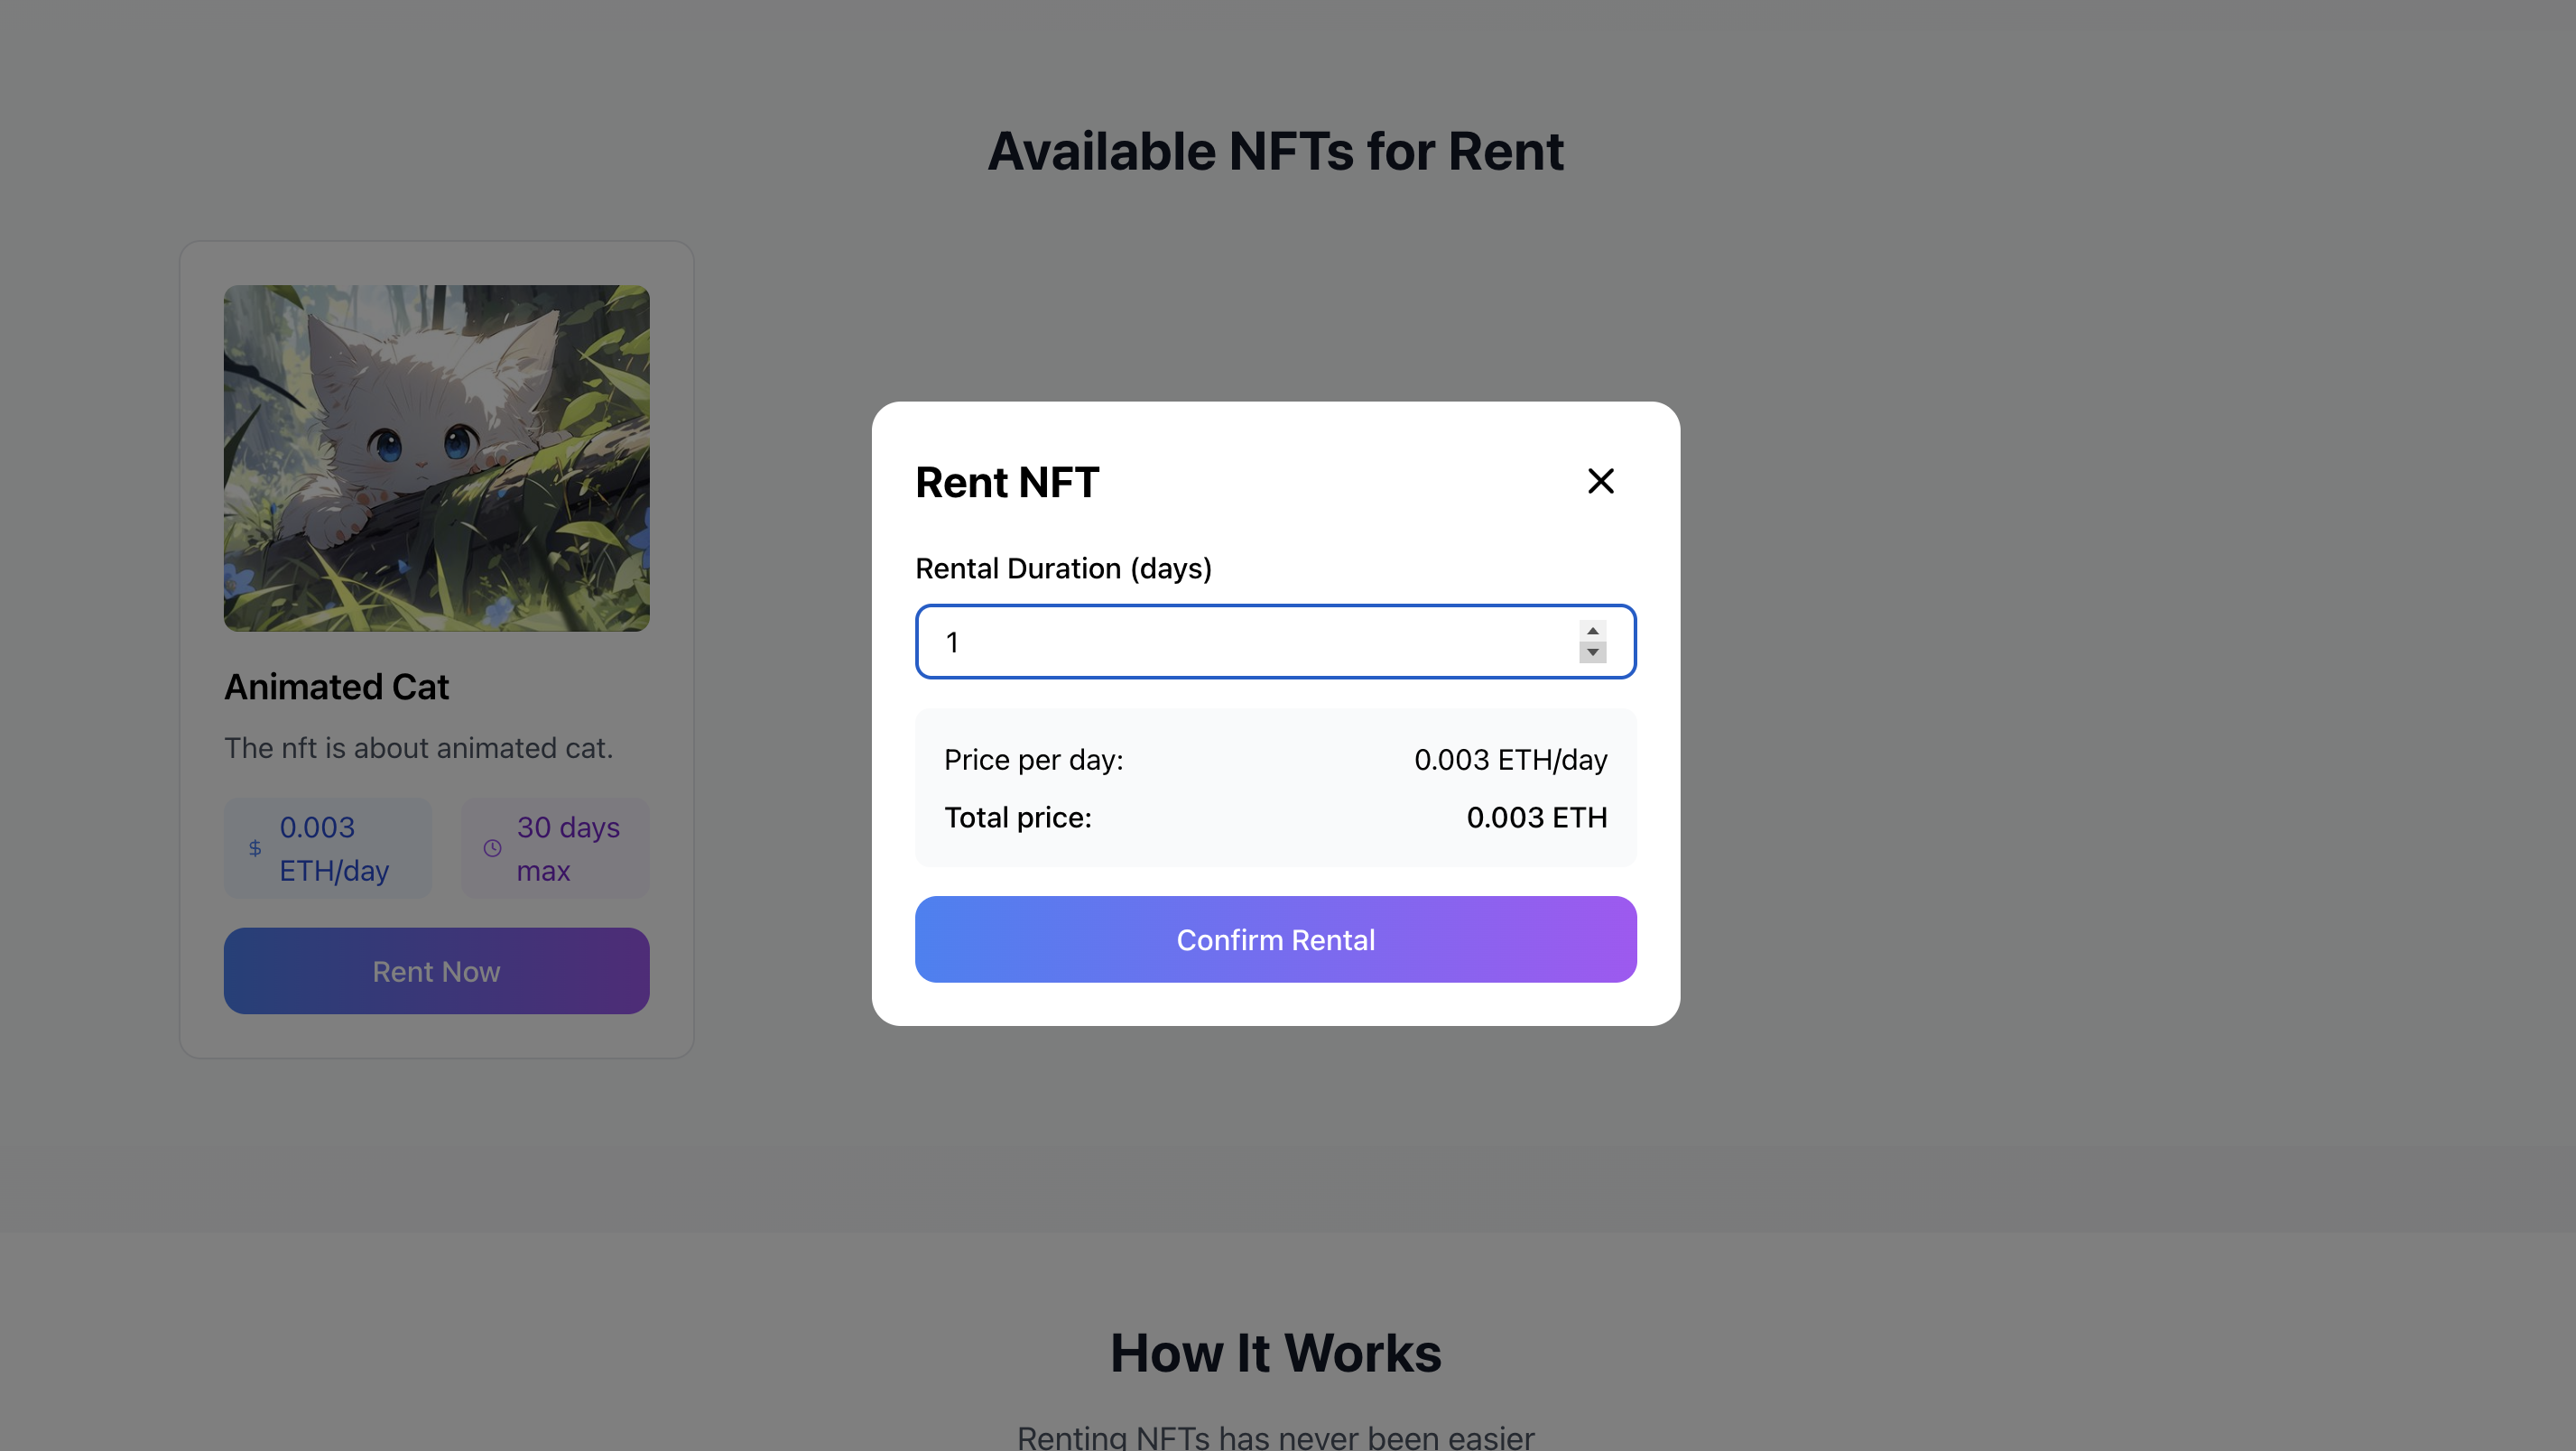 Available NFTs for Rent
Animated Cat
The nft is about animated cat.
0.003
ETH/day
30 days
max
Rent Now
Rent NFT
Rental Duration (days)
1
Price per day: 0.003 ETH/day
Total price: 0.003 ETH
Confirm Rental
How It Works
Renting NFTs has never been easier